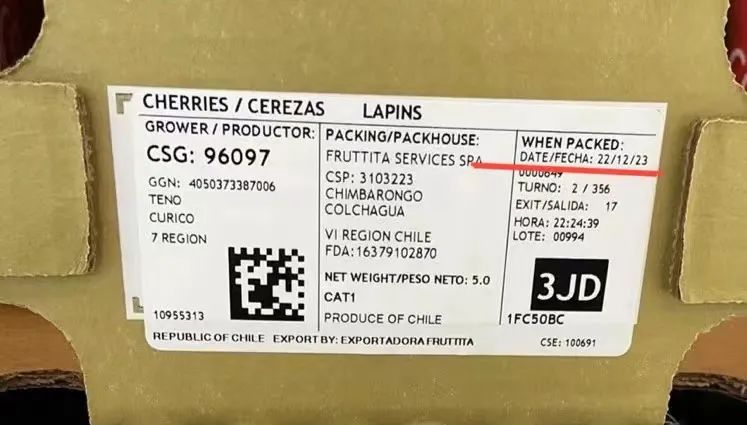 CHERRIES / CEREZAS LAPINS
GROWER / PRODUCTOR:
CSG: 96097
GGN: 4050373387006
TENO
CURICO
7 REGION
10955313
PACKING/PACKHOUSE:
FRUTTITA SERVICES SPA
CSP: 3103223
CHIMBARONGO
COLCHAGUA
VI REGION CHILE
FDA:16379102870
NET WEIGHT/PESO NETO: 5.0
CAT1
PRODUCE OF CHILE
WHEN PACKED:
DATE/FECHA: 22/12/23
0000649
TURNO: 2 / 356
EXIT/SALIDA: 17
HORA: 22:24:39
LOTE: 00994
3JD
1FC50BC
REPUBLIC OF CHILE EXPORT BY: EXPORTADORA FRUTTITA
CSE: 100691